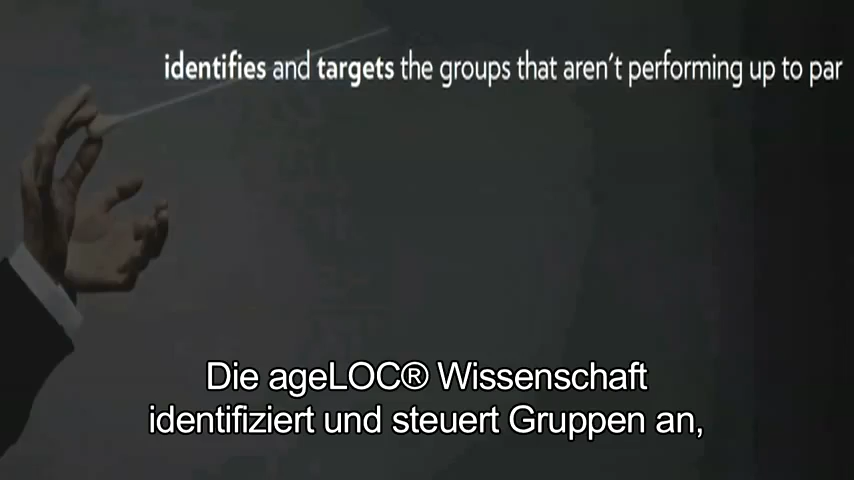 identifies and targets the groups that aren't performing up to par
Die ageLOC® Wissenschaft
identifiziert und steuert Gruppen an,